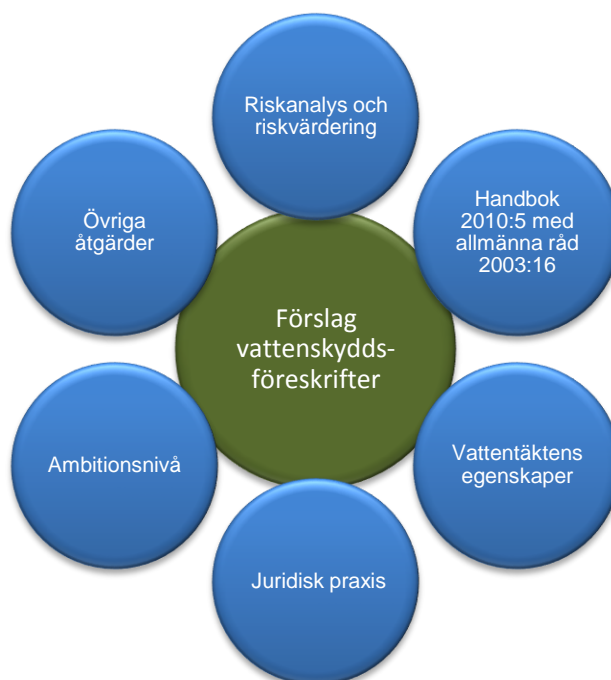 Riskanalys och
riskvärdering
Handbok
2010:5 med
allmänna råd
2003:16
Vattentäktens
egenskaper
Juridisk praxis
Ambitionsnivå
Övriga
åtgärder
Förslag
vattenskydds-
föreskrifter